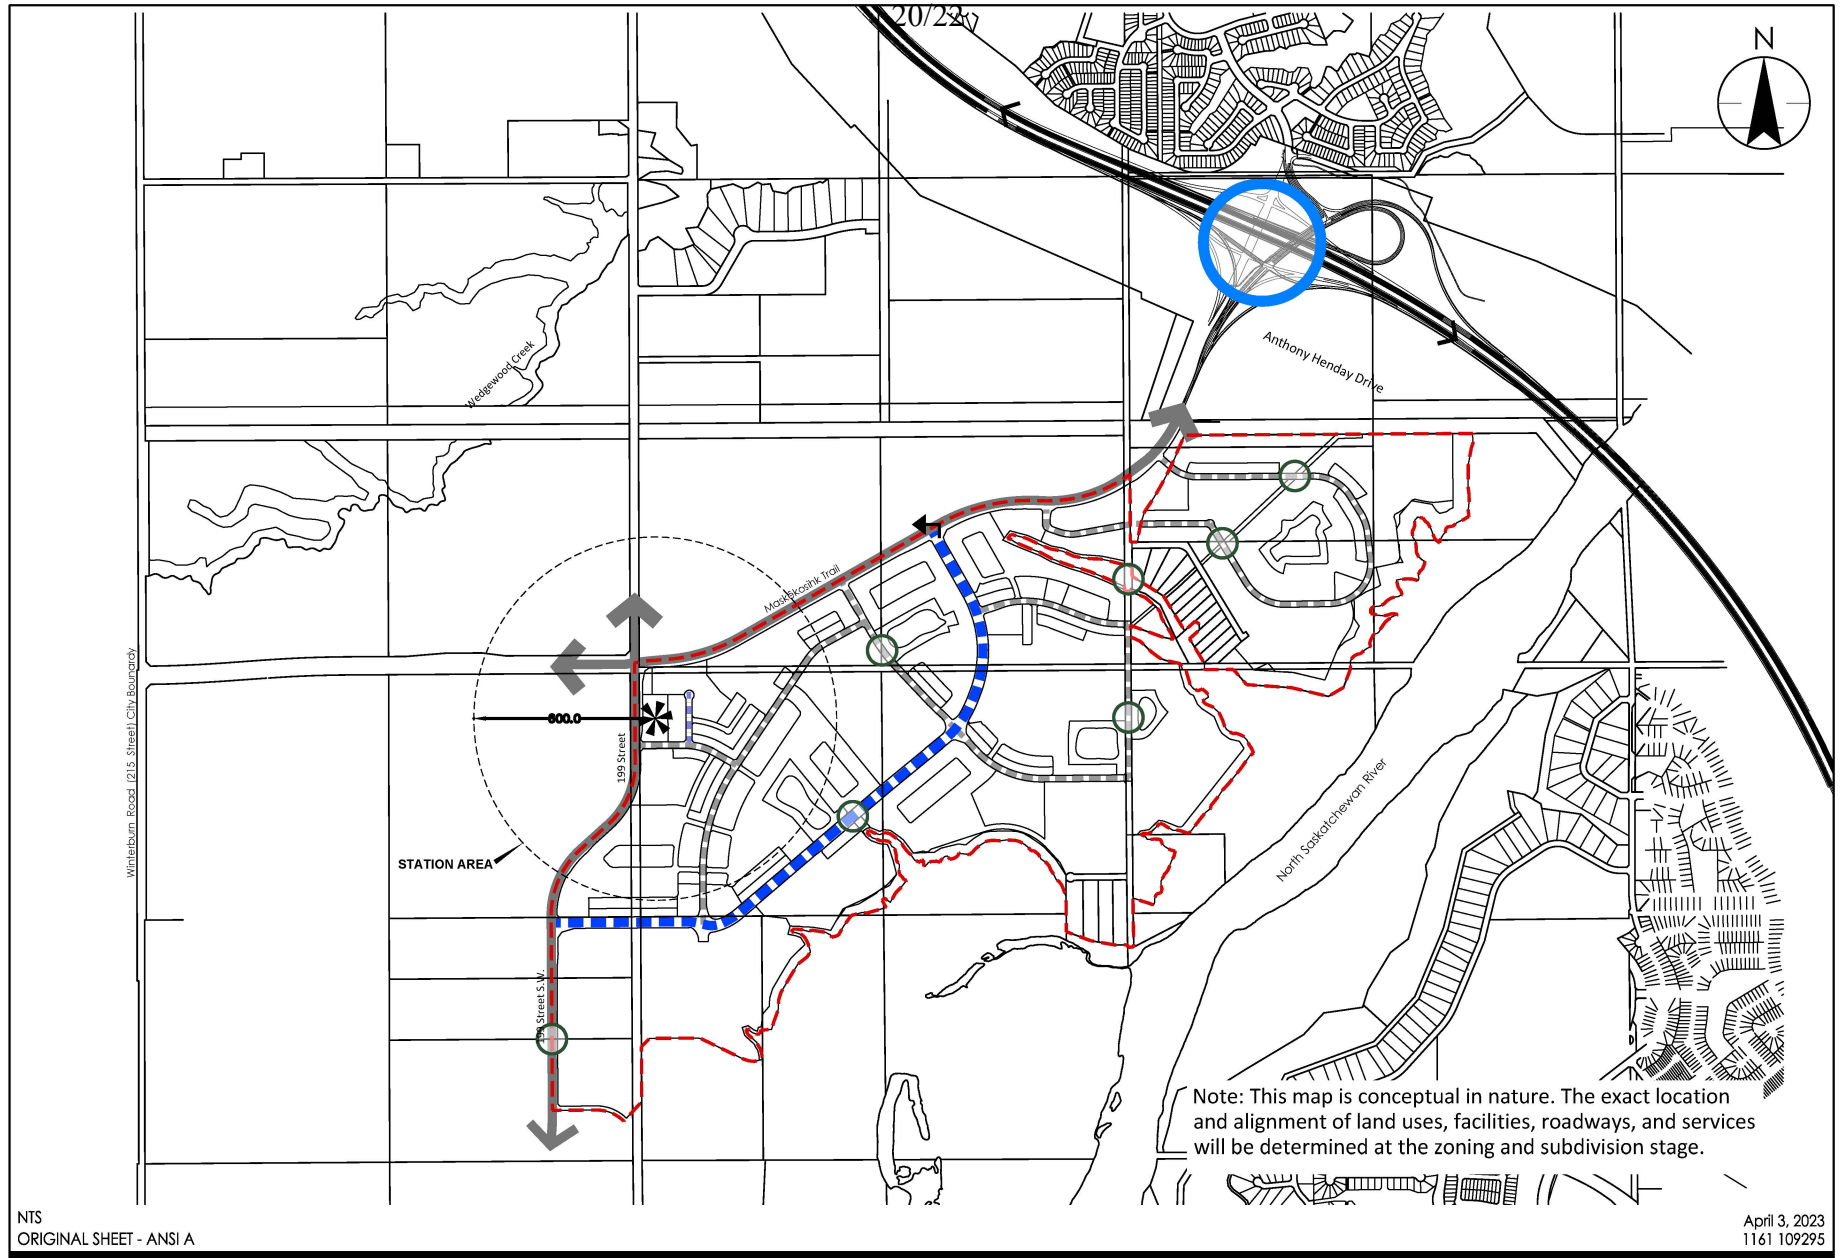 20/22
N
Anthony Henday Drive
Wedgewood Creek
Maskekosihk Trail
600.0
199 Street
Winterburn Road (215 Street) City Bounardy
STATION AREA
North Saskatchewan River
199 Street S.W.
Note: This map is conceptual in nature. The exact location
and alignment of land uses, facilities, roadways, and services
will be determined at the zoning and subdivision stage.
NTS
ORIGINAL SHEET - ANSI A
April 3, 2023
1161 109295